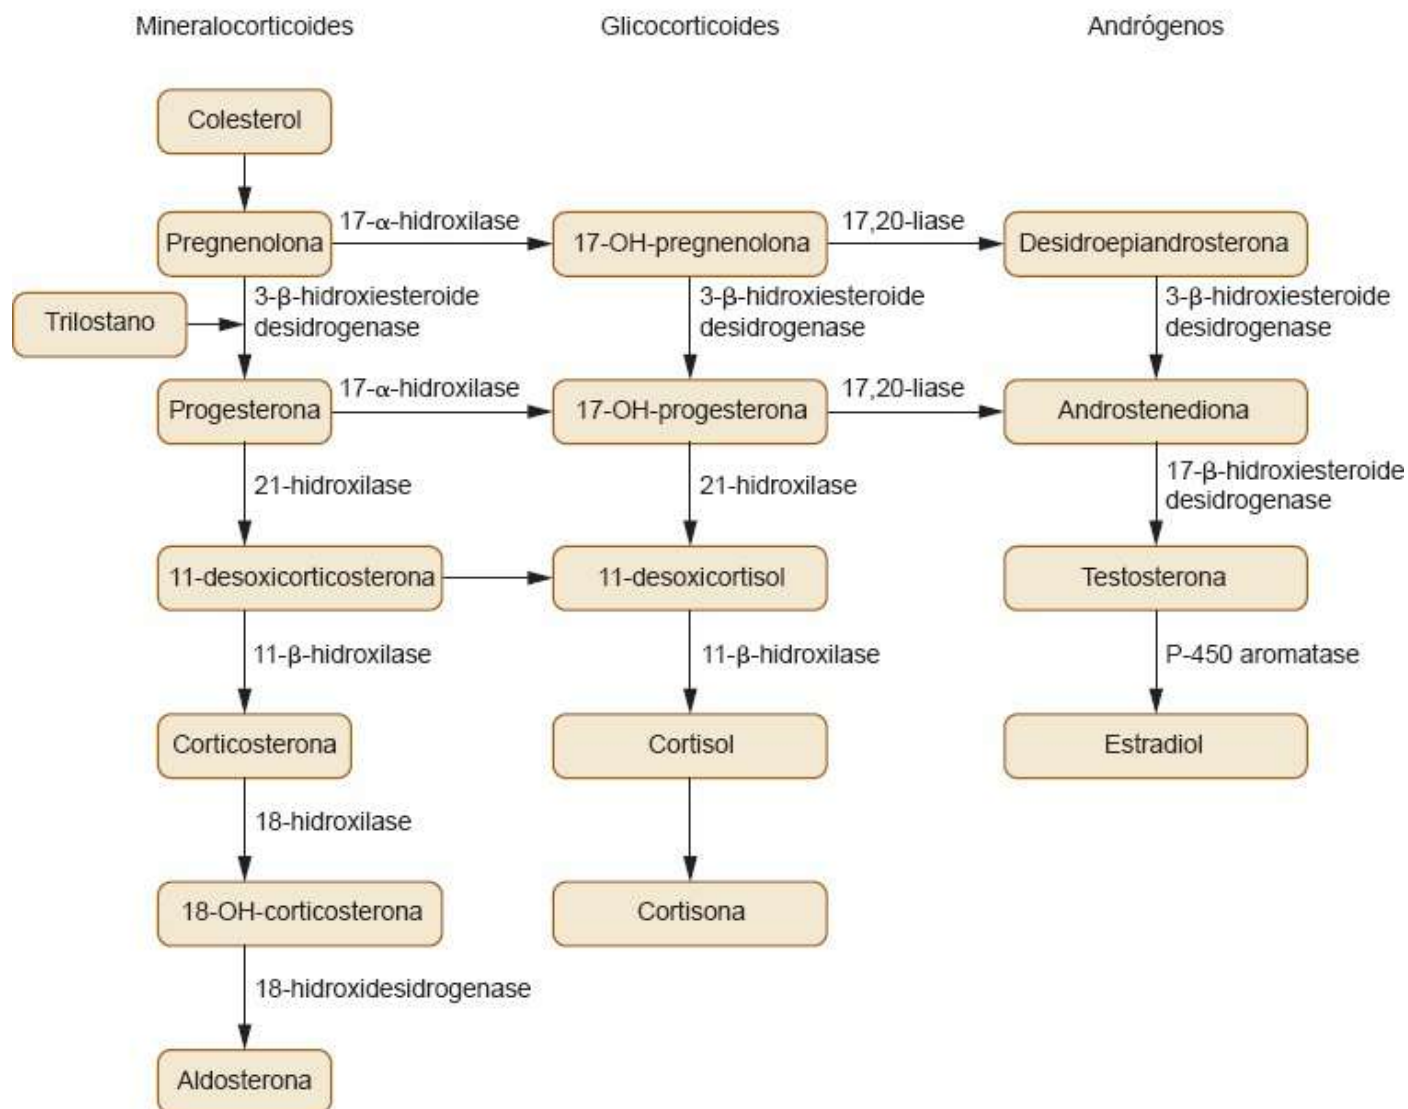 Mineralocorticoides
Glicocorticoides
Andrógenos
Colesterol
17-α-hidroxilase
17,20-liase
Pregnenolona
17-OH-pregnenolona
Desidroepiandrosterona
Trilostano
3-β-hidroxiesteroide
desidrogenase
3-β-hidroxiesteroide
desidrogenase
3-β-hidroxiesteroide
desidrogenase
17-α-hidroxilase
17,20-liase
Progesterona
17-OH-progesterona
Androstenediona
21-hidroxilase
21-hidroxilase
17-β-hidroxiesteroide
desidrogenase
11-desoxicorticosterona
11-desoxicortisol
Testosterona
11-β-hidroxilase
11-β-hidroxilase
P-450 aromatase
Corticosterona
Cortisol
Estradiol
18-hidroxilase
18-OH-corticosterona
Cortisona
18-hidroxidesidrogenase
Aldosterona